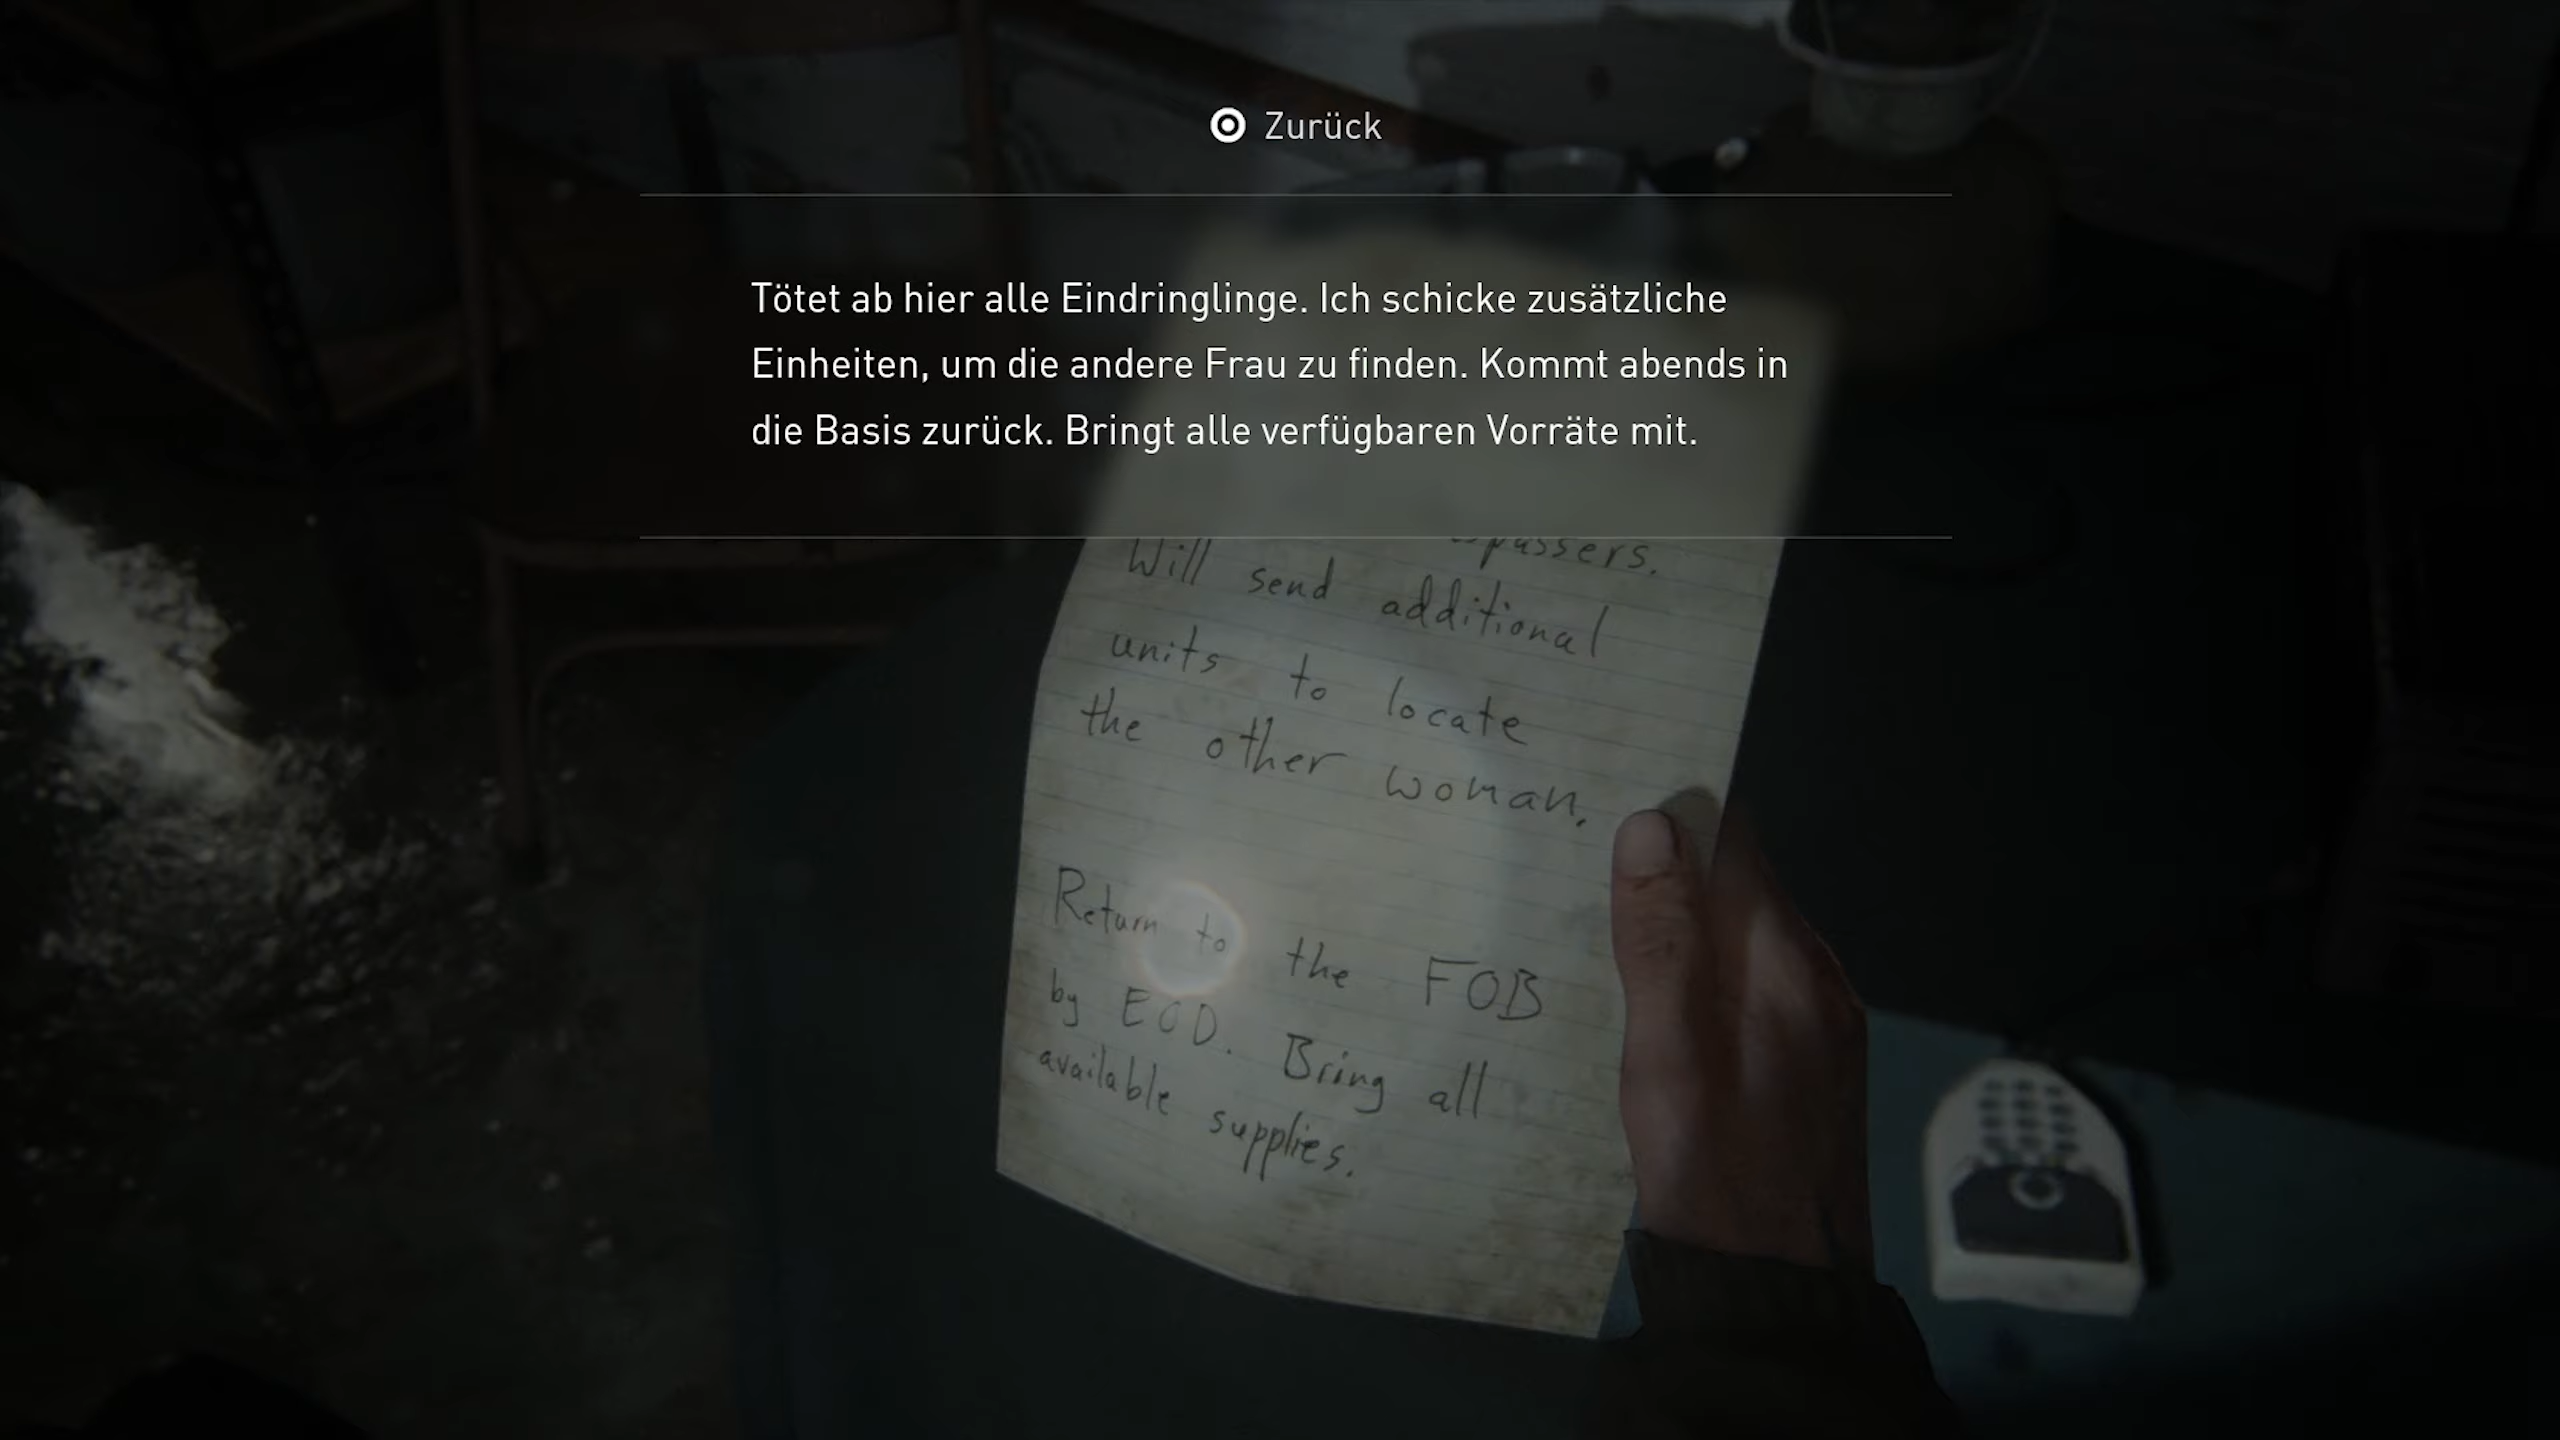 Zurück
Tötet ab hier alle Eindringlinge. Ich schicke zusätzliche
Einheiten, um die andere Frau zu finden. Kommt abends in
die Basis zurück. Bringt alle verfügbaren Vorräte mit.
Will send additional
units to locate
the other woman.
Return to the FOB
by EOD. Bring all
available supplies.